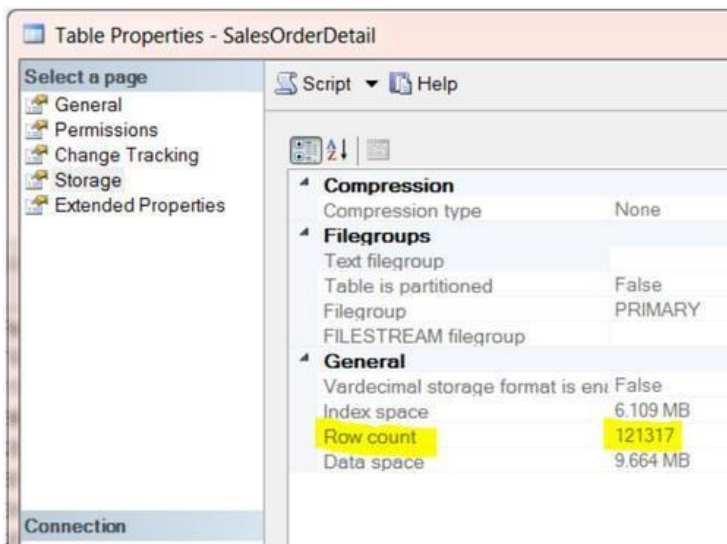 Table Properties - SalesOrderDetail
Select a page
General
Permissions
Change Tracking
Storage
Extended Properties
Script Help
Compression
Compression type None
Filegroups
Text filegroup
Table is partitioned False
Filegroup PRIMARY
FILESTREAM filegroup
General
Vardecimal storage format is ena False
Index space 6.109 MB
Row count 121317
Data space 9.664 MB
Connection